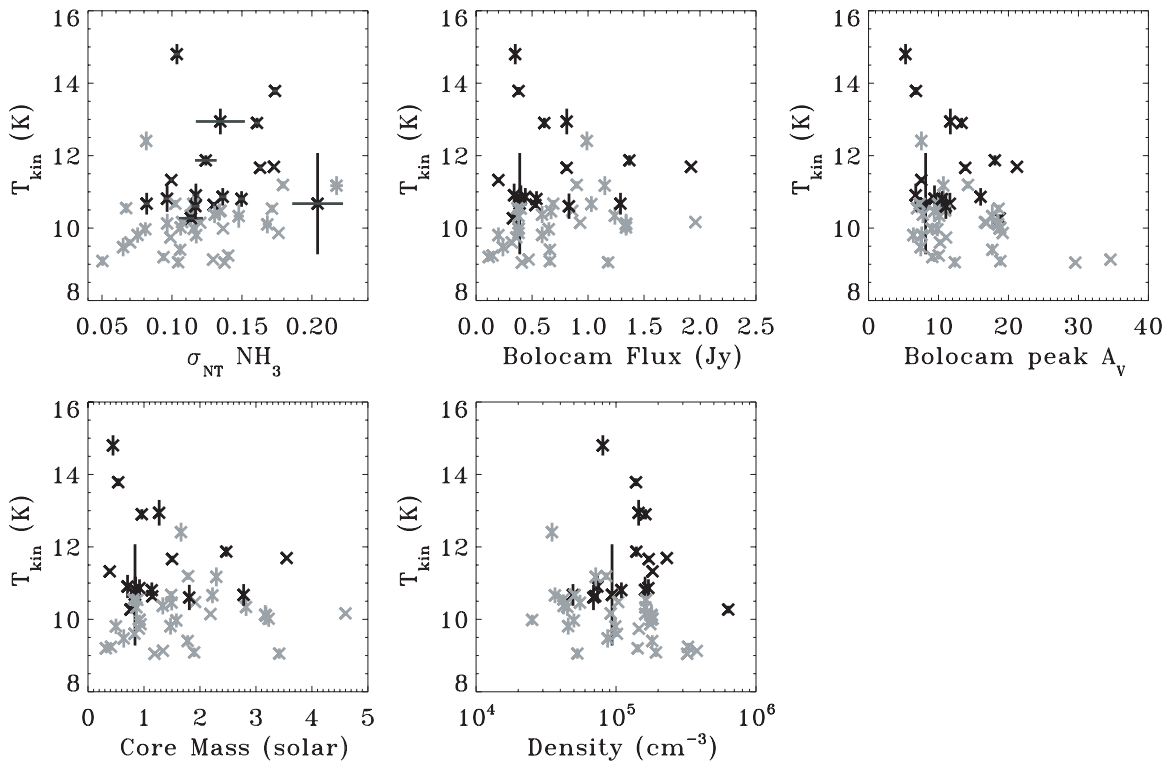 16
14
12
10
8
T_kin (K)
0.05 0.10 0.15 0.20
σ_NT NH_3
16
14
12
10
8
T_kin (K)
0.0 0.5 1.0 1.5 2.0 2.5
Bolocam Flux (Jy)
16
14
12
10
8
T_kin (K)
0 10 20 30 40
Bolocam peak A_V
16
14
12
10
8
T_kin (K)
0 1 2 3 4 5
Core Mass (solar)
16
14
12
10
8
T_kin (K)
10^4 10^5 10^6
Density (cm^−3)